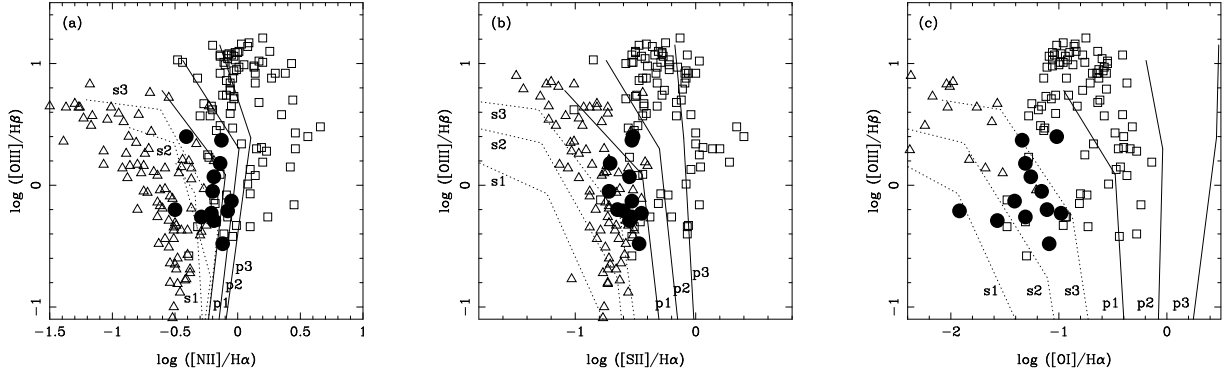 (a)
log ([OIII]/Hβ)
1
0
−1
s3
s2
s1
p1
p2
p3
−1.5
−1
−0.5
0
0.5
1
log ([NII]/Hα)
(b)
log ([OIII]/Hβ)
1
0
−1
s3
s2
s1
p3
p2
p1
−1
0
log ([SII]/Hα)
(c)
log ([OIII]/Hβ)
1
0
−1
s1
s2
s3
p1
p2
p3
−2
−1
0
log ([OI]/Hα)